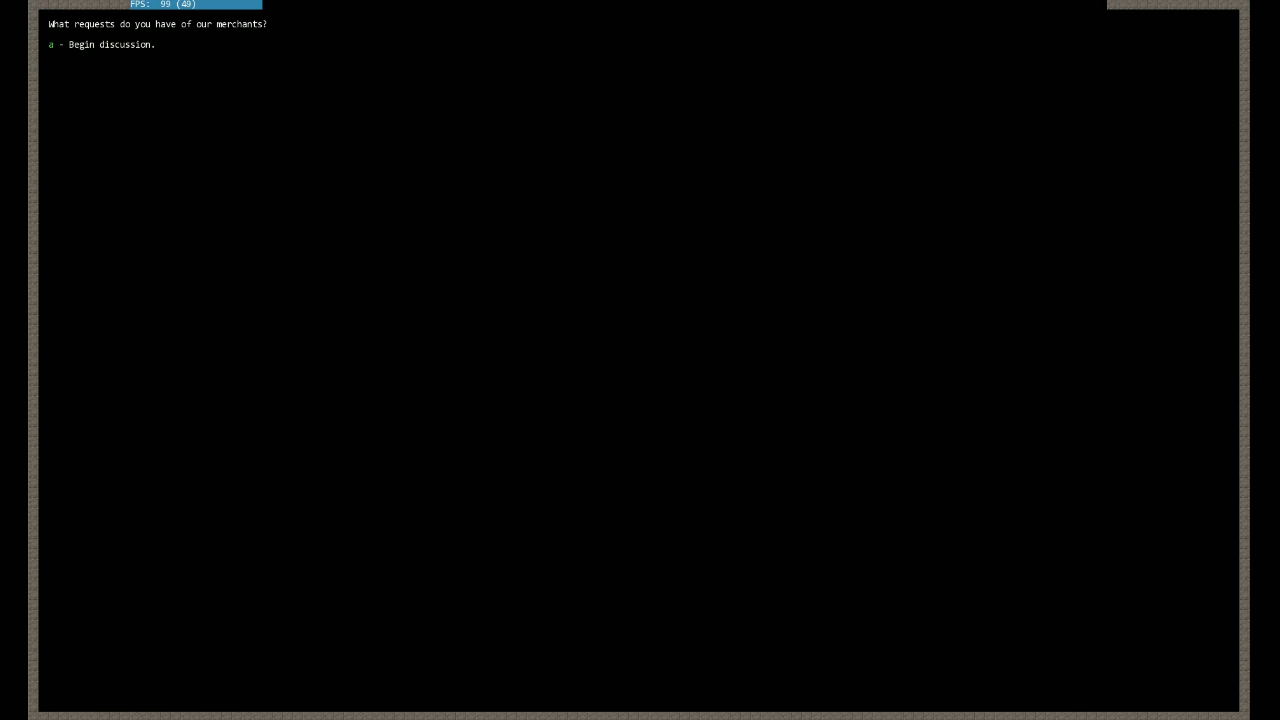 FPS: 99 (49)
What requests do you have of our merchants?
a - Begin discussion.